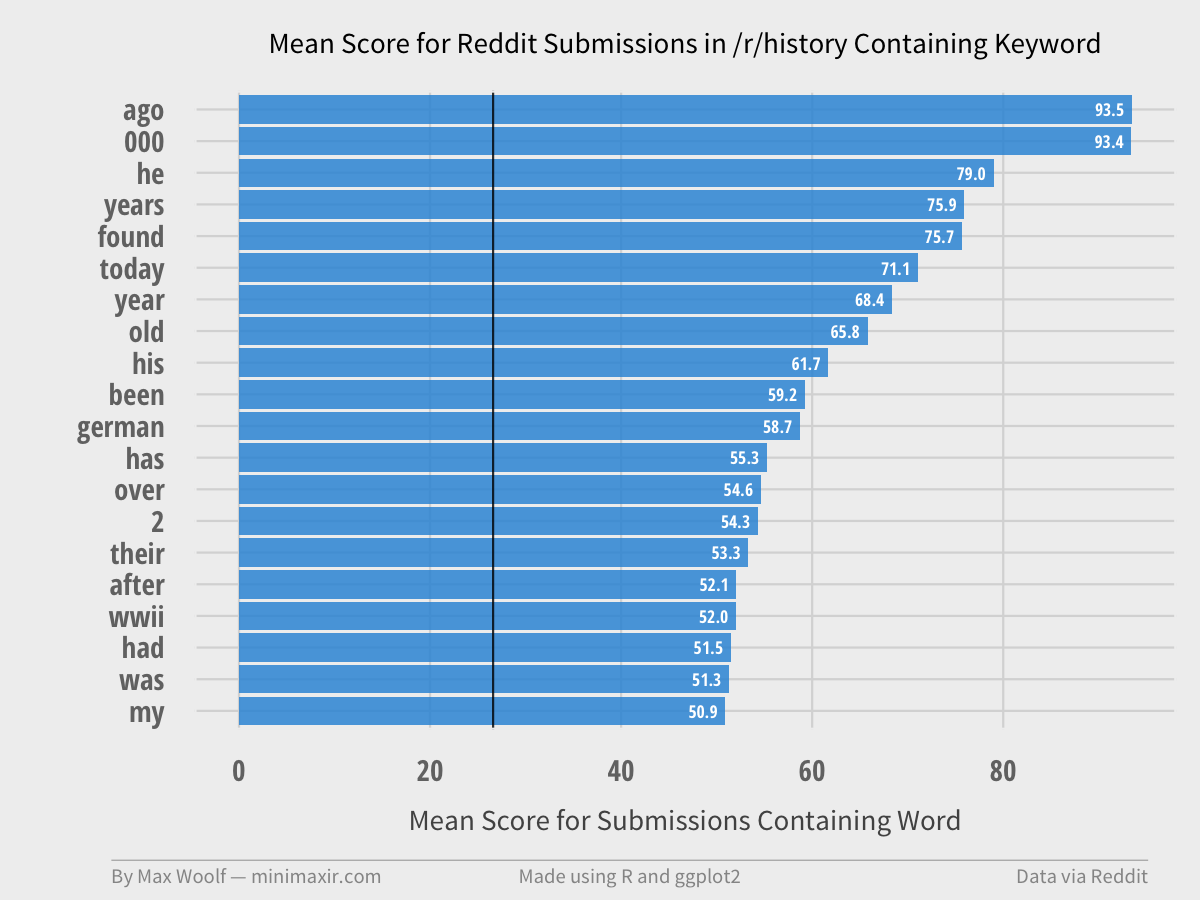 Mean Score for Reddit Submissions in /r/history Containing Keyword
ago 93.5
000 93.4
he 79.0
years 75.9
found 75.7
today 71.1
year 68.4
old 65.8
his 61.7
been 59.2
german 58.7
has 55.3
over 54.6
2 54.3
their 53.3
after 52.1
wwii 52.0
had 51.5
was 51.3
my 50.9
0 20 40 60 80
Mean Score for Submissions Containing Word
By Max Woolf — minimaxir.com Made using R and ggplot2 Data via Reddit